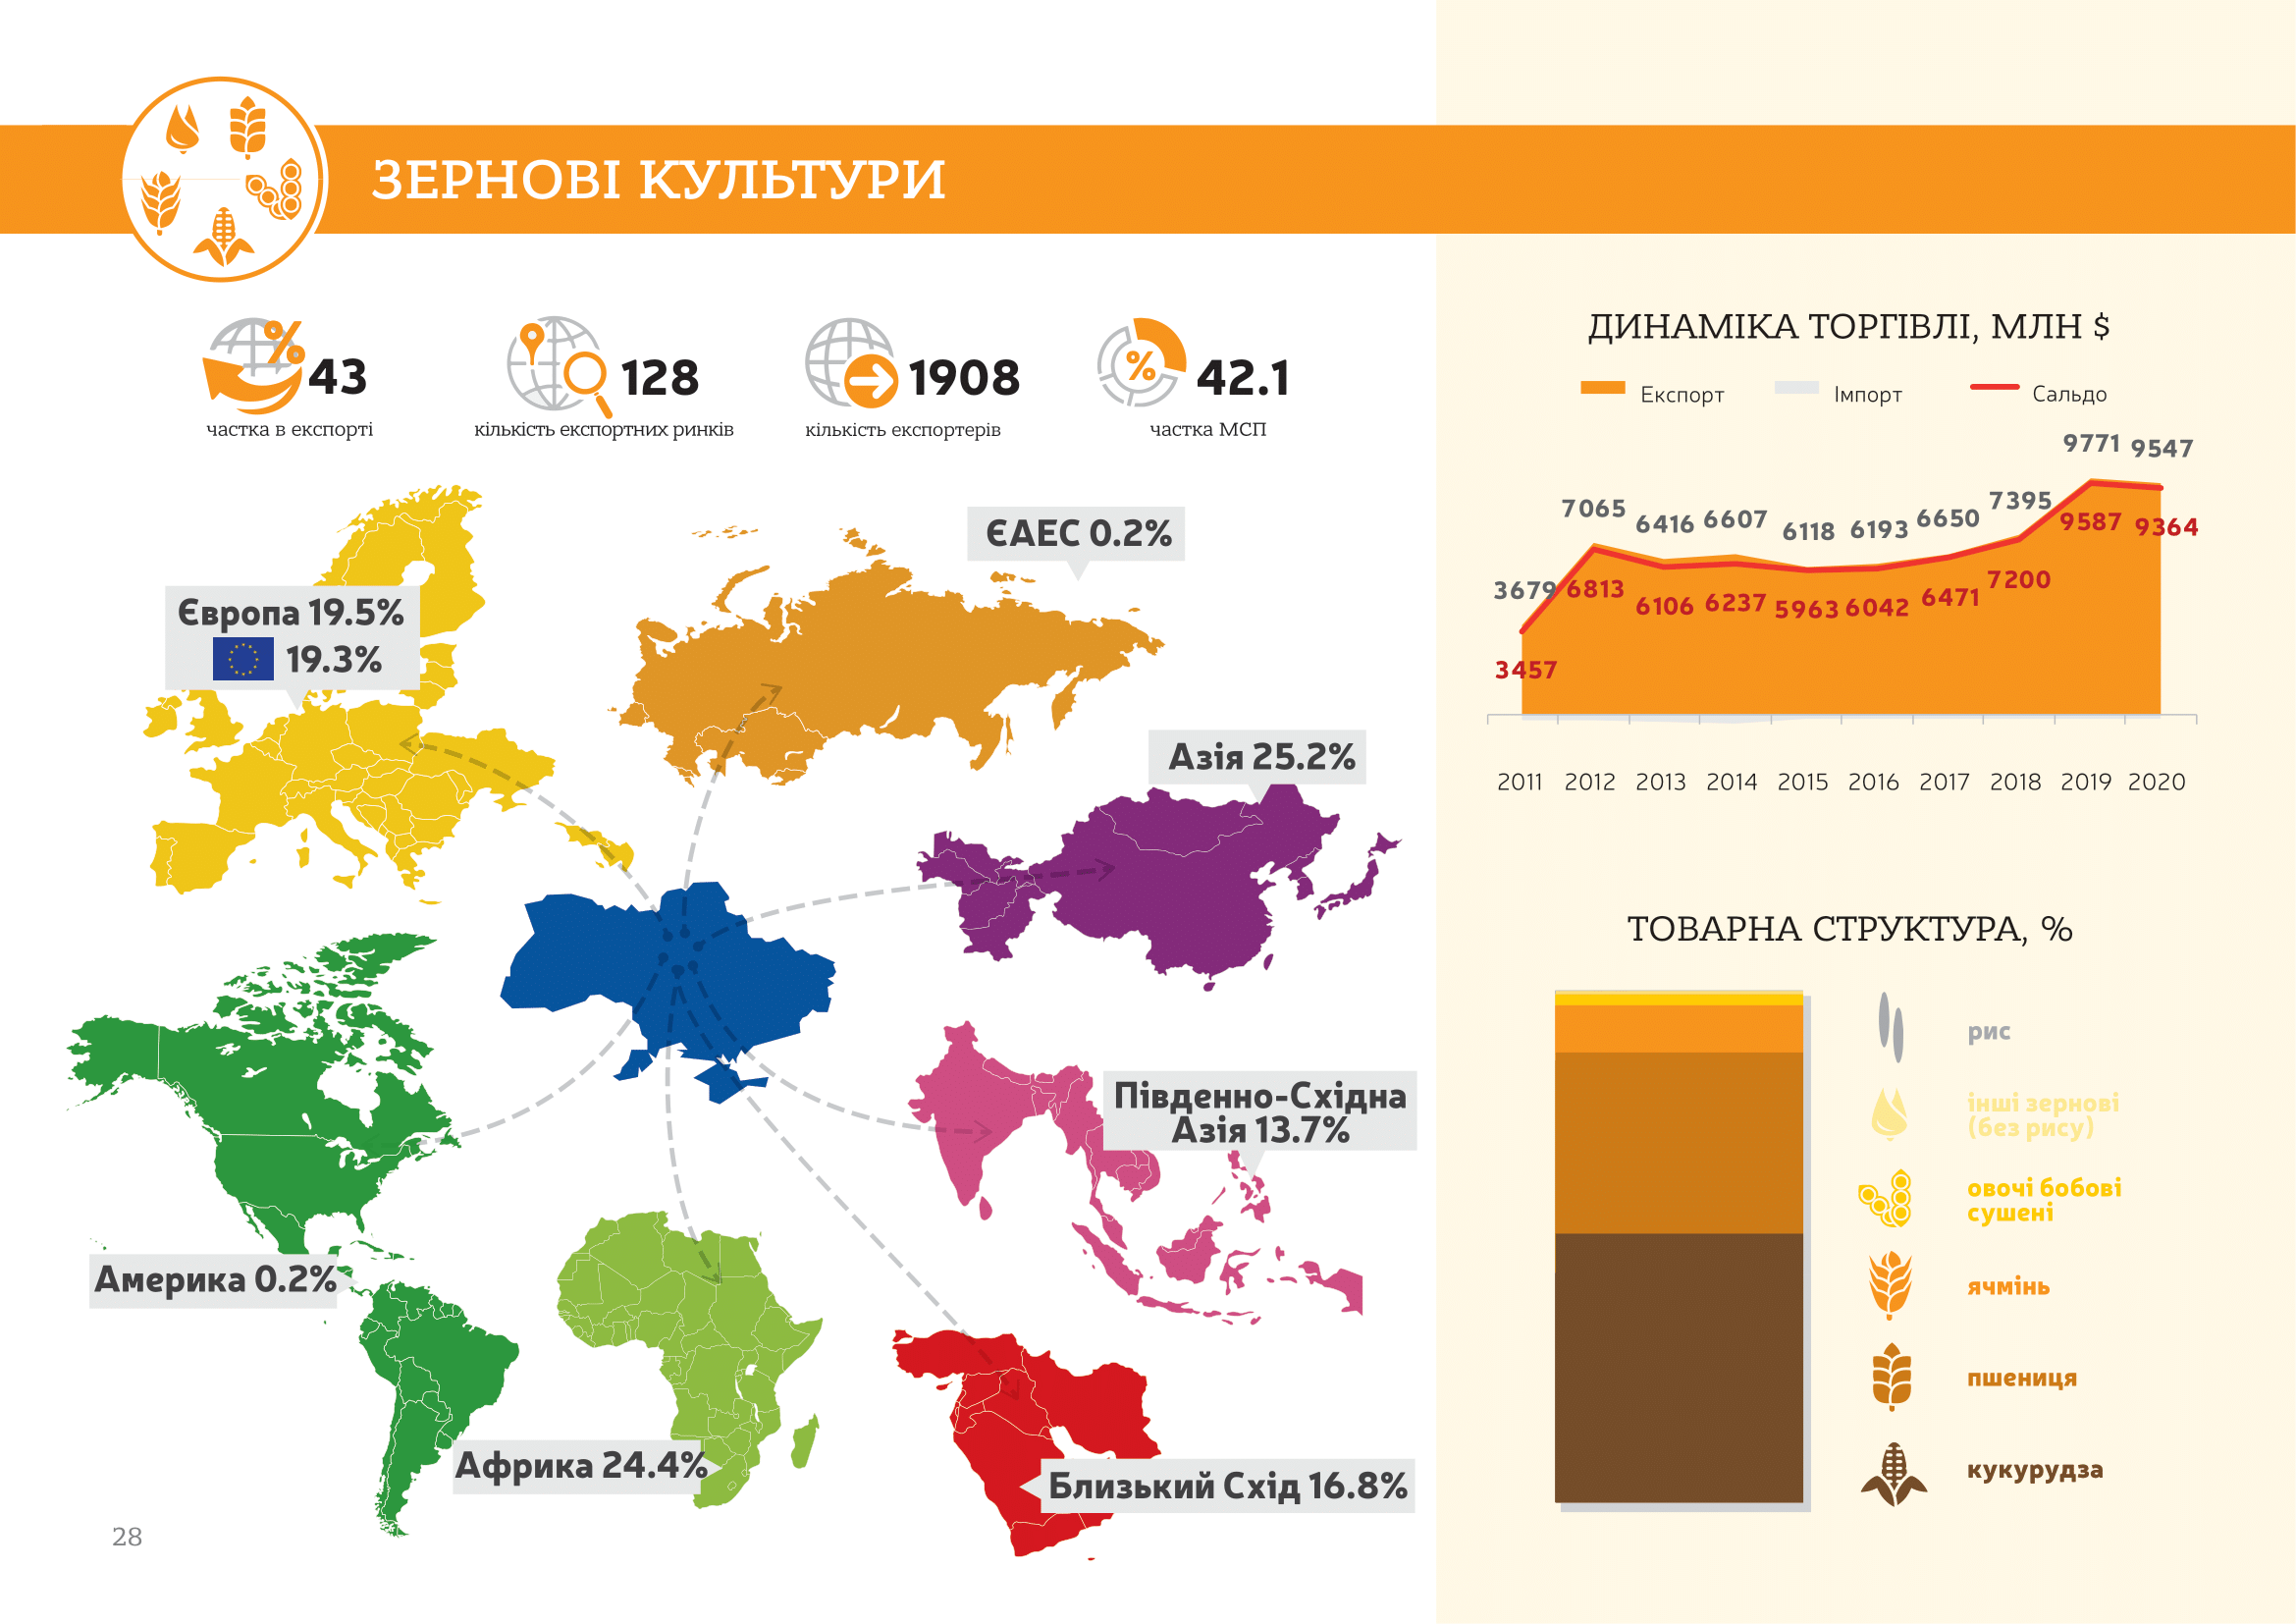 ЗЕРНОВІ КУЛЬТУРИ
%
43
частка в експорті
128
кількість експортних ринків
1908
кількість експортерів
%
42.1
частка МСП
ЄАЕС 0.2%
Європа 19.5%
19.3%
Азія 25.2%
Південно-Східна
Азія 13.7%
Америка 0.2%
Африка 24.4%
Близький Схід 16.8%
28
ДИНАМІКА ТОРГІВЛІ, МЛН $
Експорт
Імпорт
Сальдо
3679 7065 6416 6607 6118 6193 6650 7395 9771 9547
3457 6813 6106 6237 5963 6042 6471 7200 9587 9364
2011 2012 2013 2014 2015 2016 2017 2018 2019 2020
ТОВАРНА СТРУКТУРА, %
рис
інші зернові
(без рису)
овочі бобові
сушені
ячмінь
пшениця
кукурудза